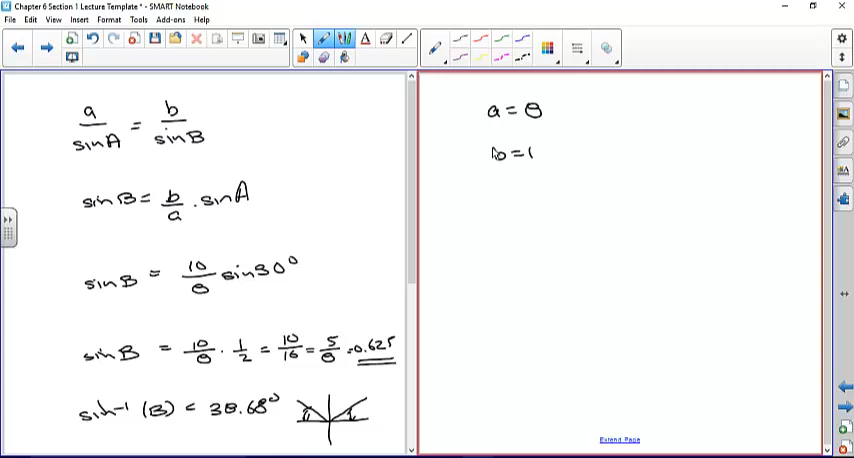 Chapter 6 Section 1 Lecture Template * - SMART Notebook
File Edit View Insert Format Tools Add-ons Help
a/sinA = b/sinB
sinB = b/a . sinA
sinB = 10/8 sin30°
sinB = 10/8 . 1/2 = 10/16 = 5/8 = 0.625
sin-1 (B) = 38.68°
a = 8
b = 1
Extend Page